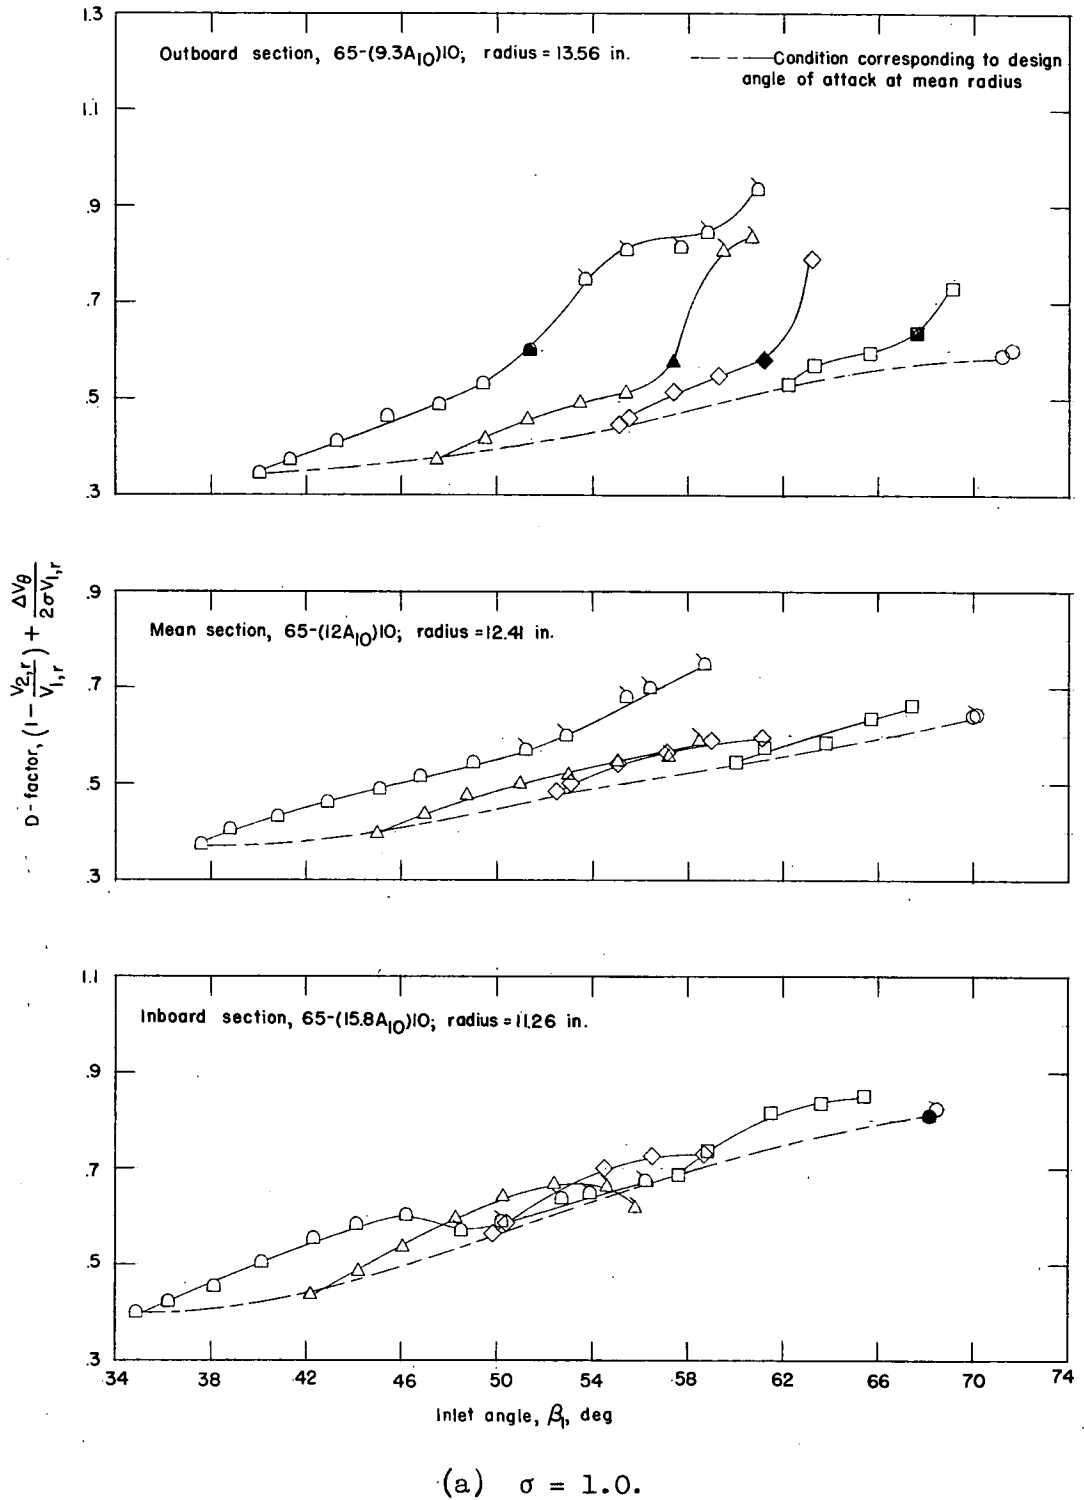 1.3
Outboard section, 65-(9.3A10)10; radius = 13.56 in.
Condition corresponding to design
angle of attack at mean radius
1.1
.9
.7
.5
.3
D-factor, (1 - V2,r/V1,r) + ΔVθ/2σV1,r
.9
Mean section, 65-(12A10)10; radius = 12.41 in.
.7
.5
.3
1.1
Inboard section, 65-(15.8A10)10; radius = 11.26 in.
.9
.7
.5
.3
34 38 42 46 50 54 58 62 66 70 74
Inlet angle, β1, deg
(a) σ = 1.0.